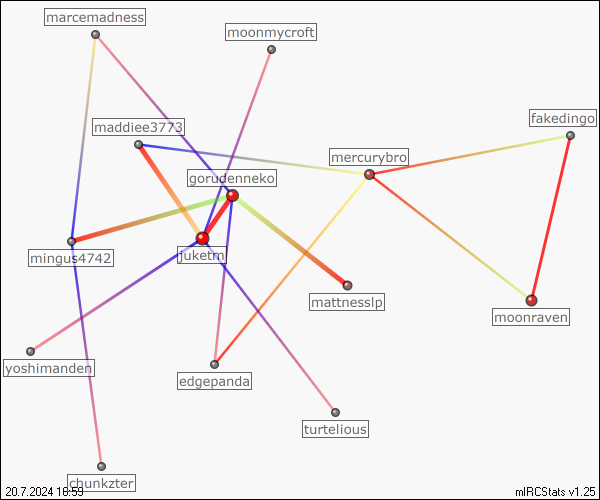 marcemadness
moonmycroft
fakedingo
maddiee3773
mercurybro
gorudenneko
mingus4742
juketm
mattnesslp
moonraven
yoshimanden
edgepanda
turtelious
chunkzter
20.7.2024 16:59
mIRCStats v1.25